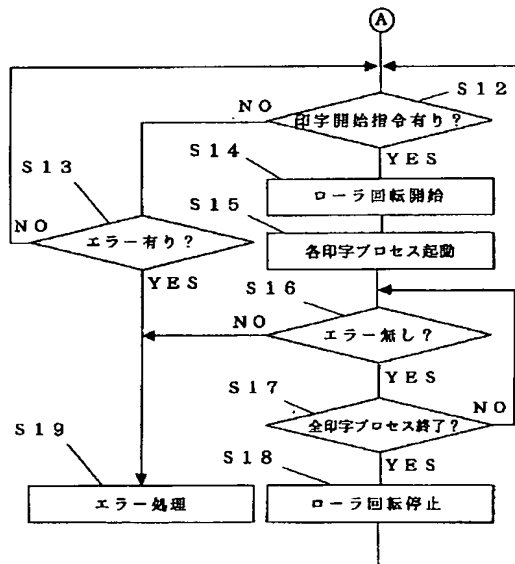 A
S12
NO
印字開始指令有り?
S13
S14
YES
ローラ回転開始
S15
NO
エラー有り?
各印字プロセス起動
YES
S16
NO
エラー無し?
S17
YES
NO
全印字プロセス終了?
S19
S18
YES
エラー処理
ローラ回転停止